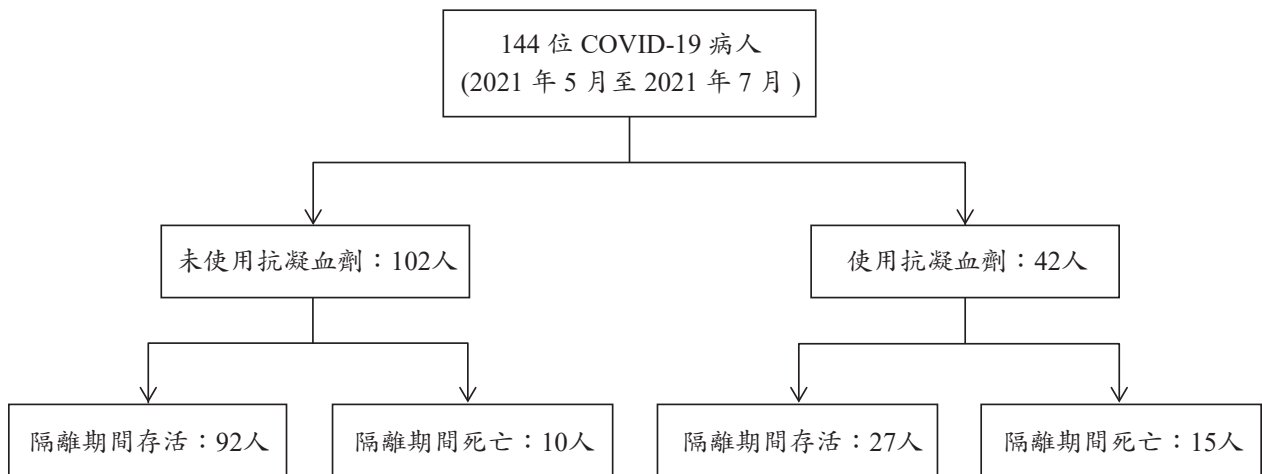 144 位 COVID-19 病人
(2021 年 5 月至 2021 年 7 月 )
未使用抗凝血劑：102人
使用抗凝血劑：42人
隔離期間存活：92人
隔離期間死亡：10人
隔離期間存活：27人
隔離期間死亡：15人